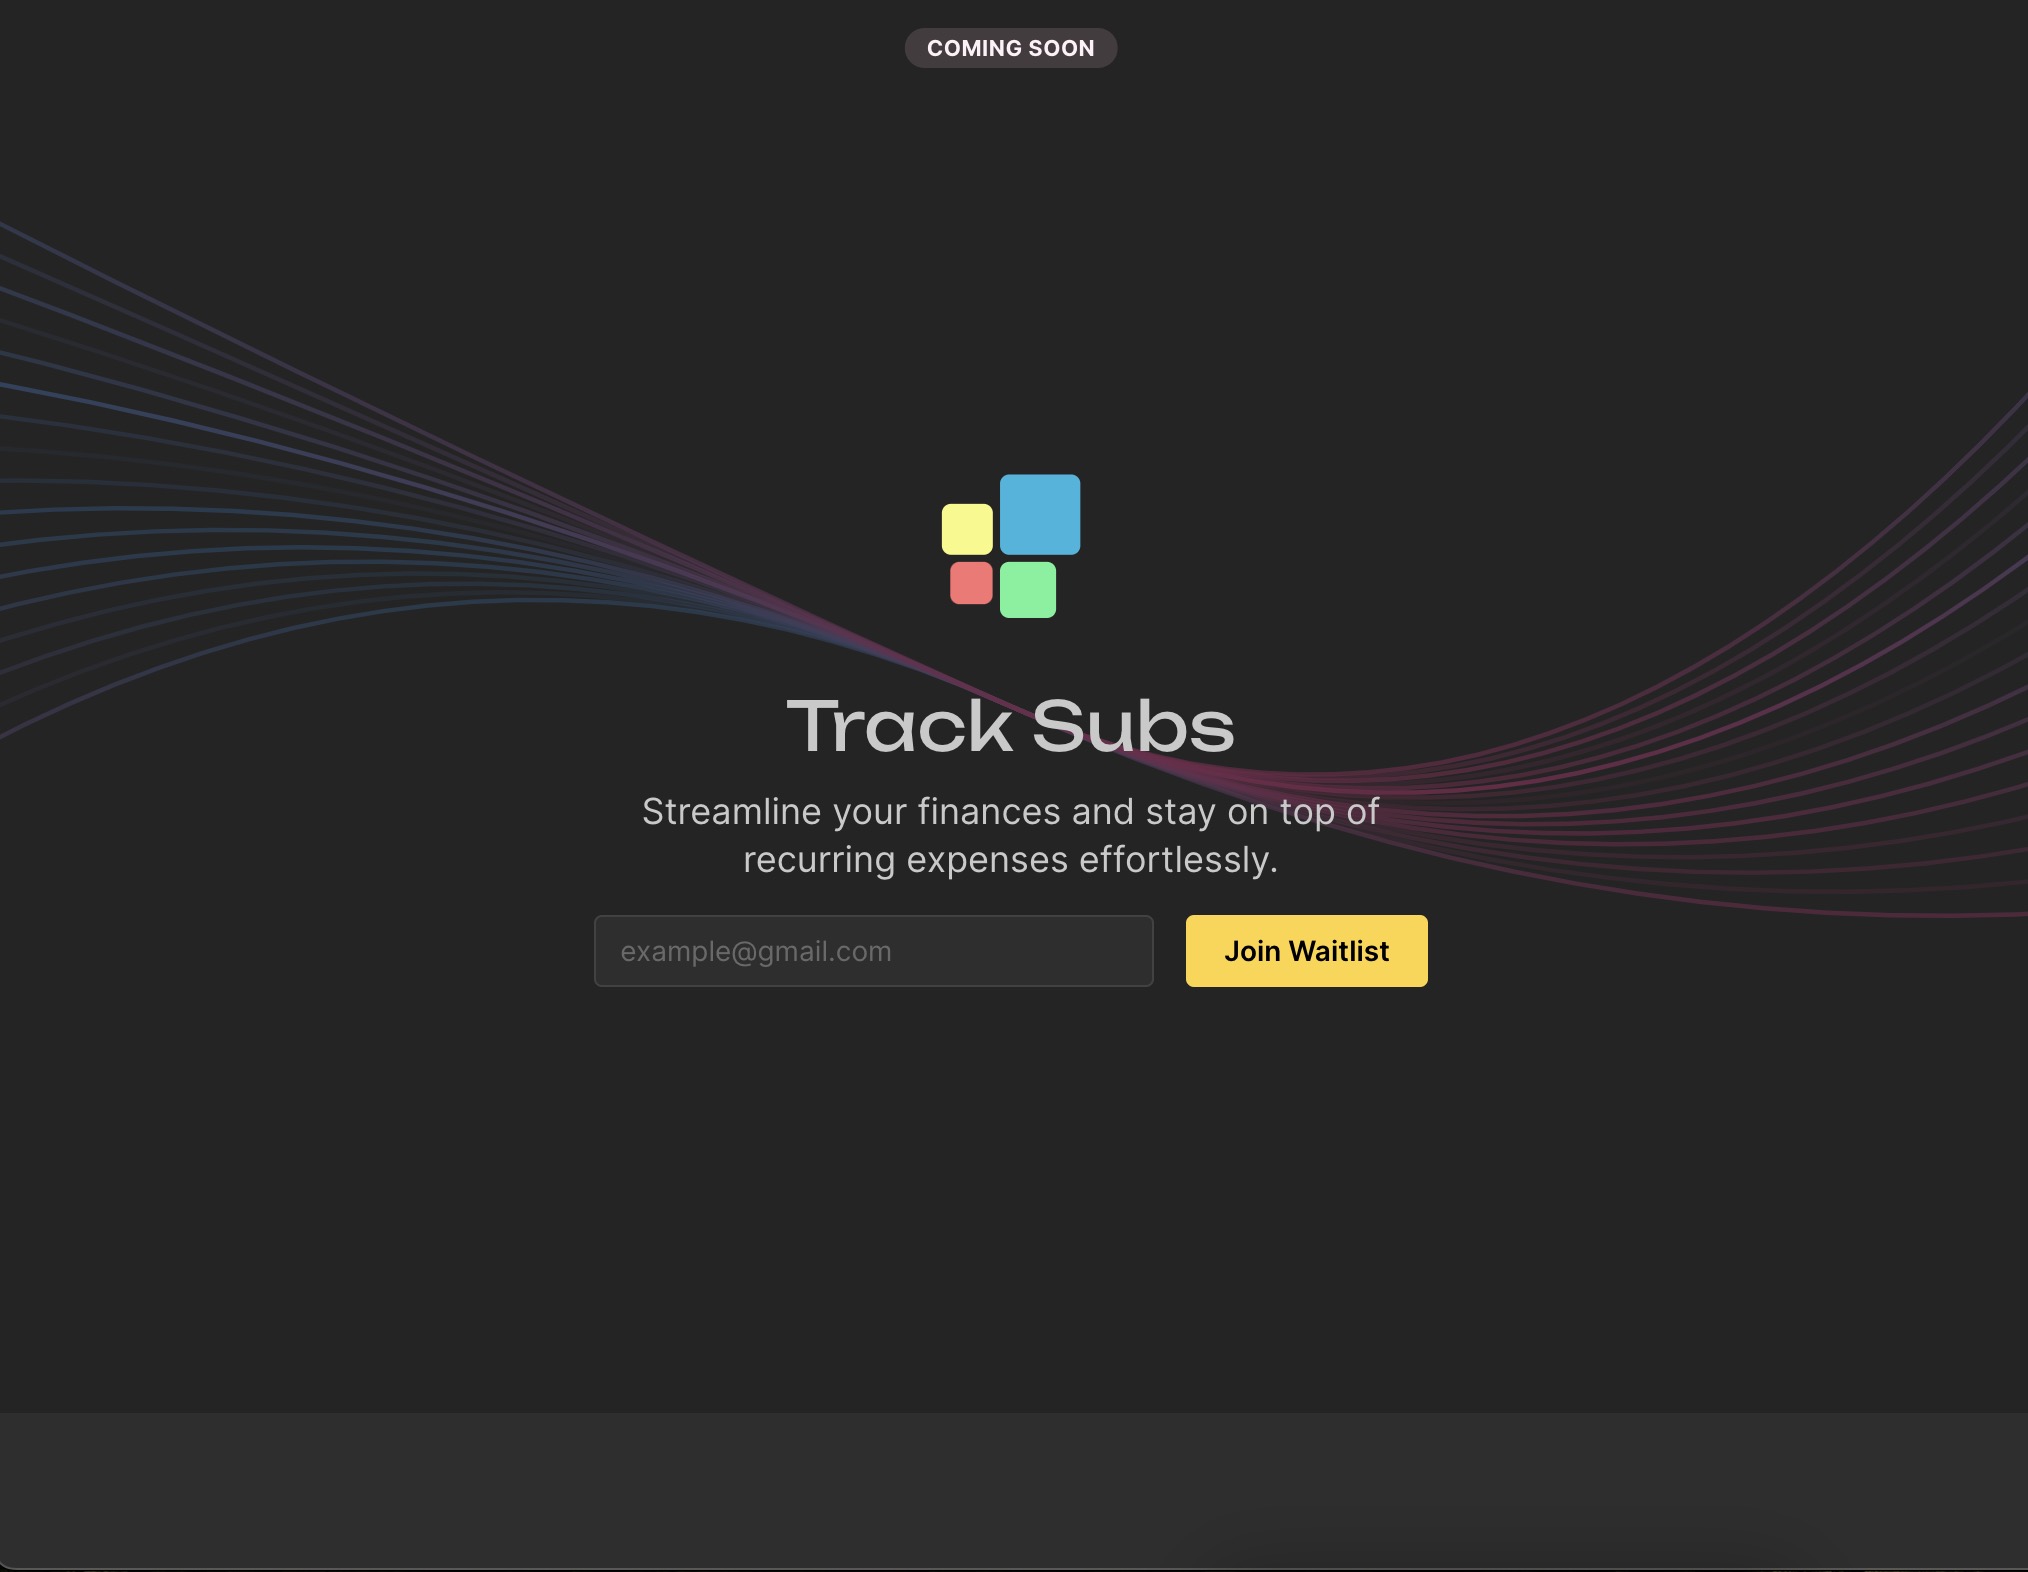 COMING SOON
Track Subs
Streamline your finances and stay on top of
recurring expenses effortlessly.
example@gmail.com
Join Waitlist